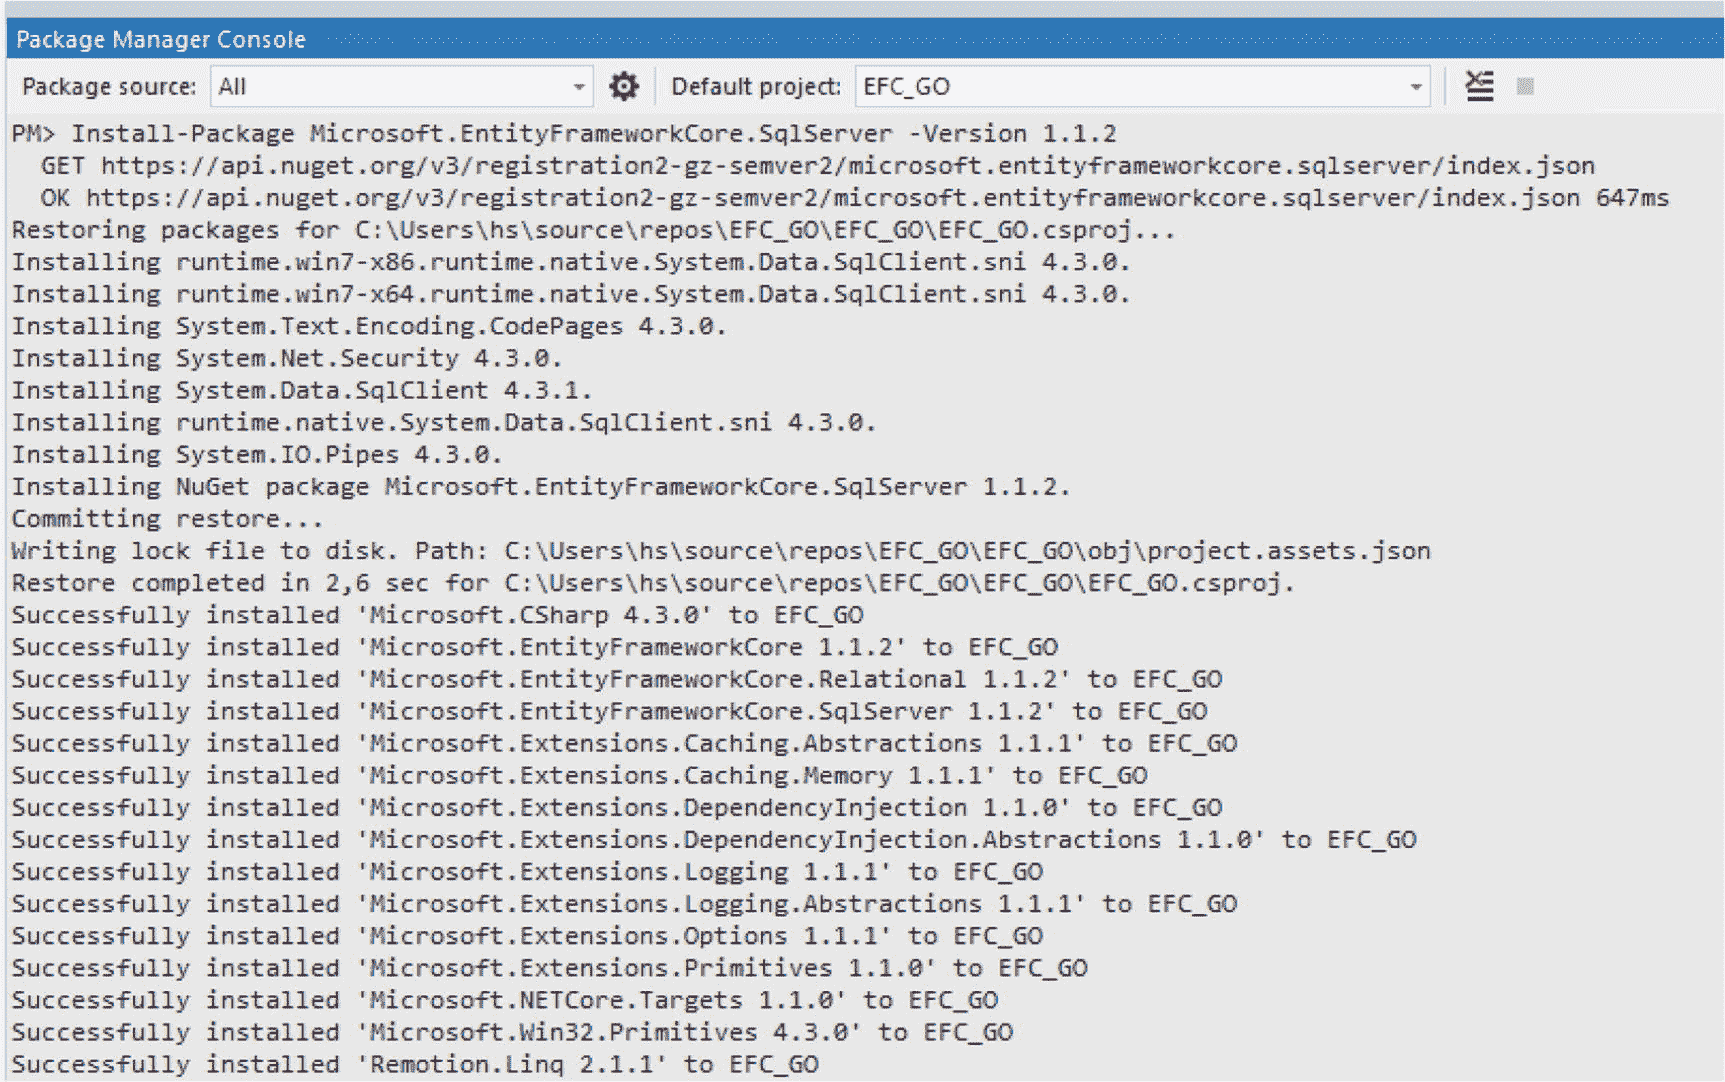 Package Manager Console
Package source: All Default project: EFC_GO
PM> Install-Package Microsoft.EntityFrameworkCore.SqlServer -Version 1.1.2
GET https://api.nuget.org/v3/registration2-gz-semver2/microsoft.entityframeworkcore.sqlserver/index.json
OK https://api.nuget.org/v3/registration2-gz-semver2/microsoft.entityframeworkcore.sqlserver/index.json 647ms
Restoring packages for C:\Users\hs\source\repos\EFC_GO\EFC_GO\EFC_GO.csproj...
Installing runtime.win7-x86.runtime.native.System.Data.SqlClient.sni 4.3.0.
Installing runtime.win7-x64.runtime.native.System.Data.SqlClient.sni 4.3.0.
Installing System.Text.Encoding.CodePages 4.3.0.
Installing System.Net.Security 4.3.0.
Installing System.Data.SqlClient 4.3.1.
Installing runtime.native.System.Data.SqlClient.sni 4.3.0.
Installing System.IO.Pipes 4.3.0.
Installing NuGet package Microsoft.EntityFrameworkCore.SqlServer 1.1.2.
Committing restore...
Writing lock file to disk. Path: C:\Users\hs\source\repos\EFC_GO\EFC_GO\obj\project.assets.json
Restore completed in 2,6 sec for C:\Users\hs\source\repos\EFC_GO\EFC_GO\EFC_GO.csproj.
Successfully installed 'Microsoft.CSharp 4.3.0' to EFC_GO
Successfully installed 'Microsoft.EntityFrameworkCore 1.1.2' to EFC_GO
Successfully installed 'Microsoft.EntityFrameworkCore.Relational 1.1.2' to EFC_GO
Successfully installed 'Microsoft.EntityFrameworkCore.SqlServer 1.1.2' to EFC_GO
Successfully installed 'Microsoft.Extensions.Caching.Abstractions 1.1.1' to EFC_GO
Successfully installed 'Microsoft.Extensions.Caching.Memory 1.1.1' to EFC_GO
Successfully installed 'Microsoft.Extensions.DependencyInjection 1.1.0' to EFC_GO
Successfully installed 'Microsoft.Extensions.DependencyInjection.Abstractions 1.1.0' to EFC_GO
Successfully installed 'Microsoft.Extensions.Logging 1.1.1' to EFC_GO
Successfully installed 'Microsoft.Extensions.Logging.Abstractions 1.1.1' to EFC_GO
Successfully installed 'Microsoft.Extensions.Options 1.1.1' to EFC_GO
Successfully installed 'Microsoft.Extensions.Primitives 1.1.0' to EFC_GO
Successfully installed 'Microsoft.NETCore.Targets 1.1.0' to EFC_GO
Successfully installed 'Microsoft.Win32.Primitives 4.3.0' to EFC_GO
Successfully installed 'Remotion.Linq 2.1.1' to EFC_GO